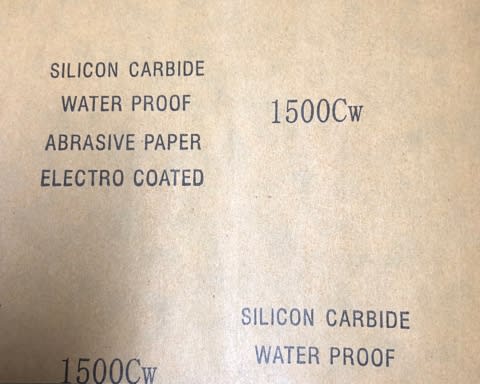 SILICON CARBIDE
WATER PROOF
ABRASIVE PAPER
ELECTRO COATED
1500Cw
SILICON CARBIDE
WATER PROOF
1500Cw